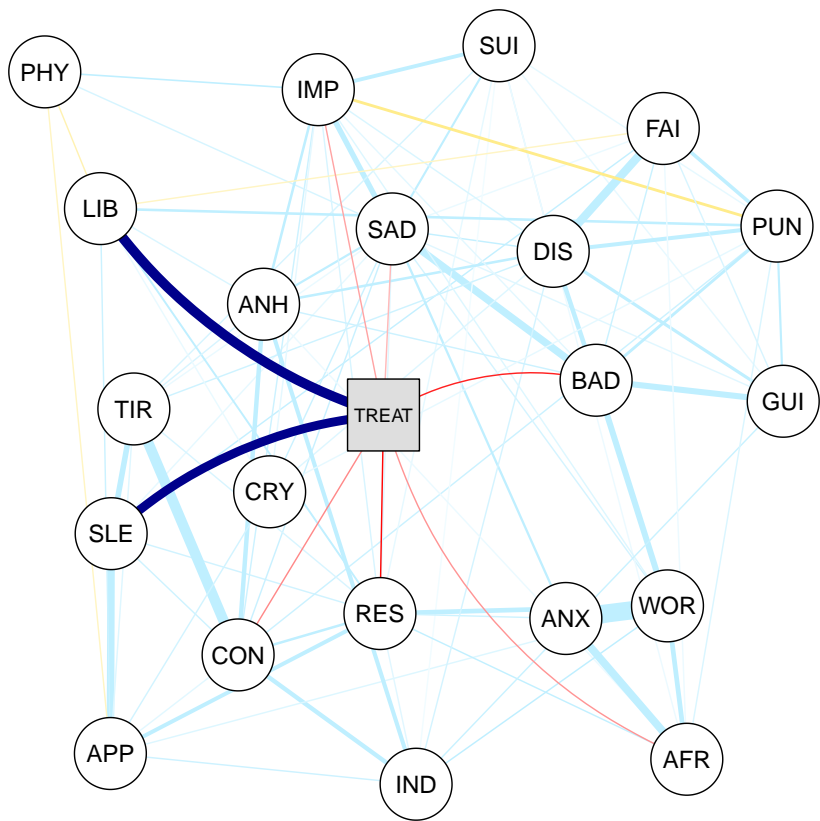 SUI
PHY
IMP
FAI
LIB
SAD
PUN
DIS
ANH
BAD
GUI
TIR
TREAT
CRY
SLE
RES
WOR
ANX
CON
APP
AFR
IND